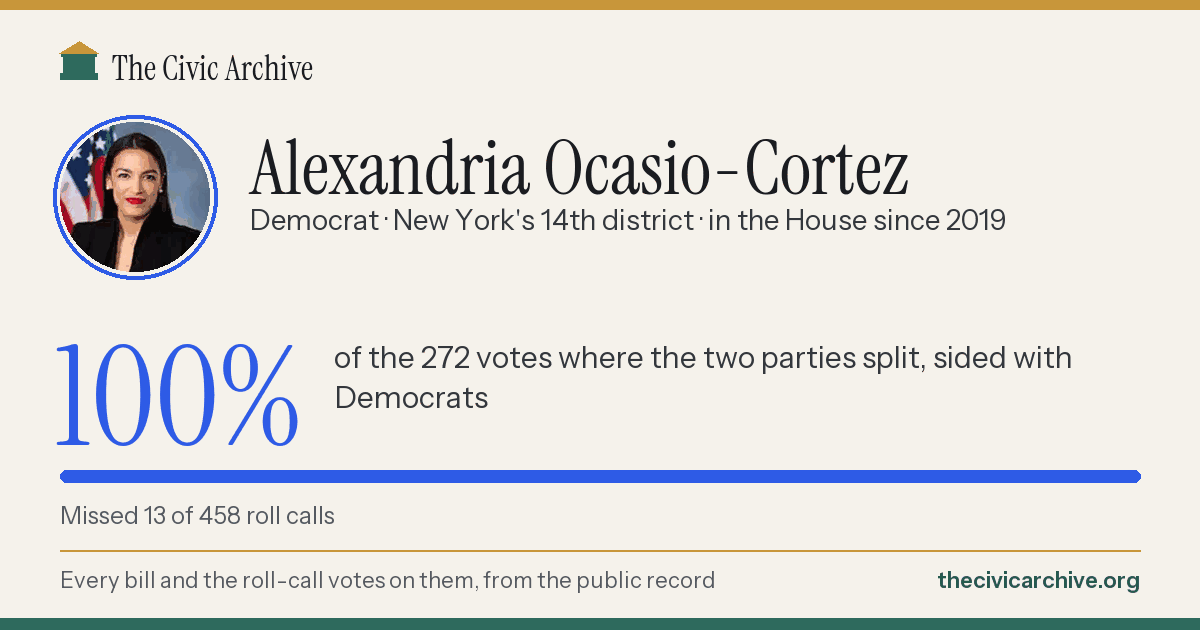 The Civic Archive
Alexandria Ocasio-Cortez
Democrat · New York's 14th district · in the House since 2019
100%
of the 272 votes where the two parties split, sided with
Democrats
Missed 13 of 458 roll calls
Every bill and the roll-call votes on them, from the public record
thecivicarchive.org